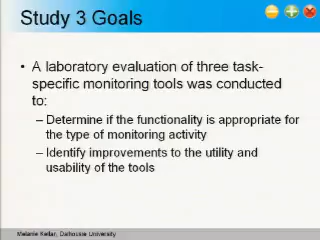 Study 3 Goals
• A laboratory evaluation of three task-
specific monitoring tools was conducted
to:
– Determine if the functionality is appropriate for
the type of monitoring activity
– Identify improvements to the utility and
usability of the tools
Melanie Kellar, Dalhousie University